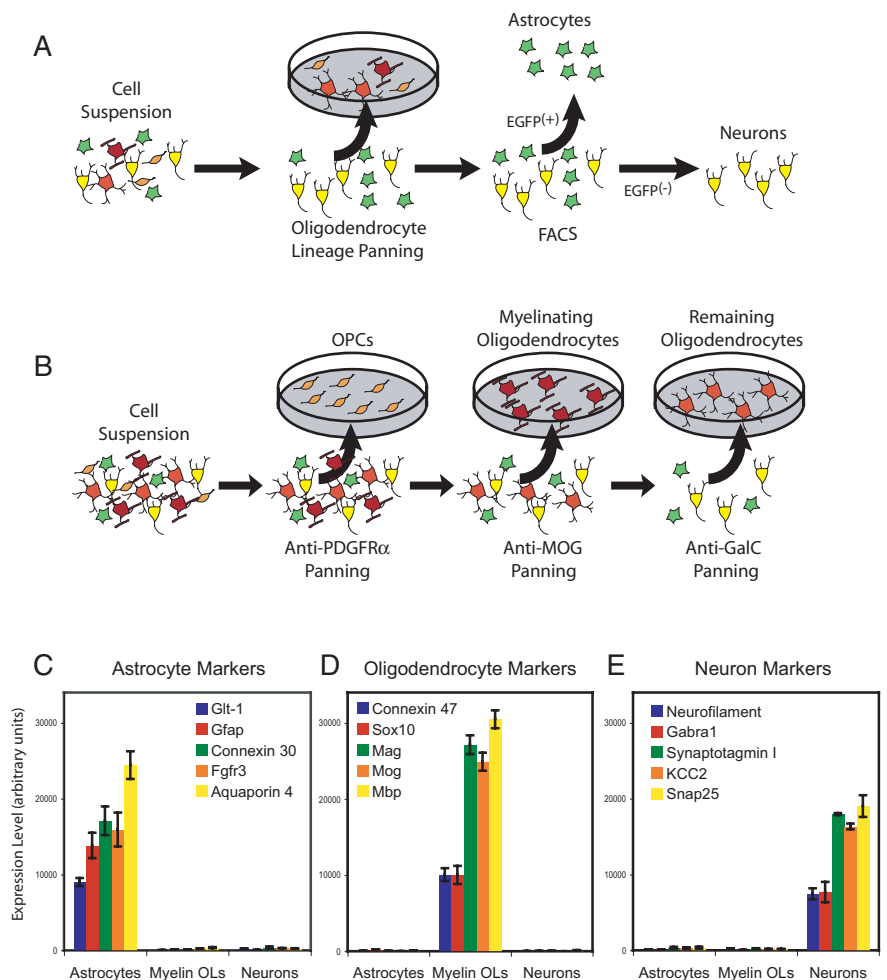 A
Cell
Suspension
Oligodendrocyte
Lineage Panning
Astrocytes
EGFP(+)
FACS
EGFP(-)
Neurons
B
Cell
Suspension
OPCs
Anti-PDGFRα
Panning
Myelinating
Oligodendrocytes
Anti-MOG
Panning
Remaining
Oligodendrocytes
Anti-GalC
Panning
C
Astrocyte Markers
Expression Level (arbitrary units)
30000
20000
10000
0
Glt-1
Gfap
Connexin 30
Fgfr3
Aquaporin 4
Astrocytes
Myelin OLs
Neurons
D
Oligodendrocyte Markers
30000
20000
10000
0
Connexin 47
Sox10
Mag
Mog
Mbp
Astrocytes
Myelin OLs
Neurons
E
Neuron Markers
30000
20000
10000
0
Neurofilament
Gabra1
Synaptotagmin I
KCC2
Snap25
Astrocytes
Myelin OLs
Neurons